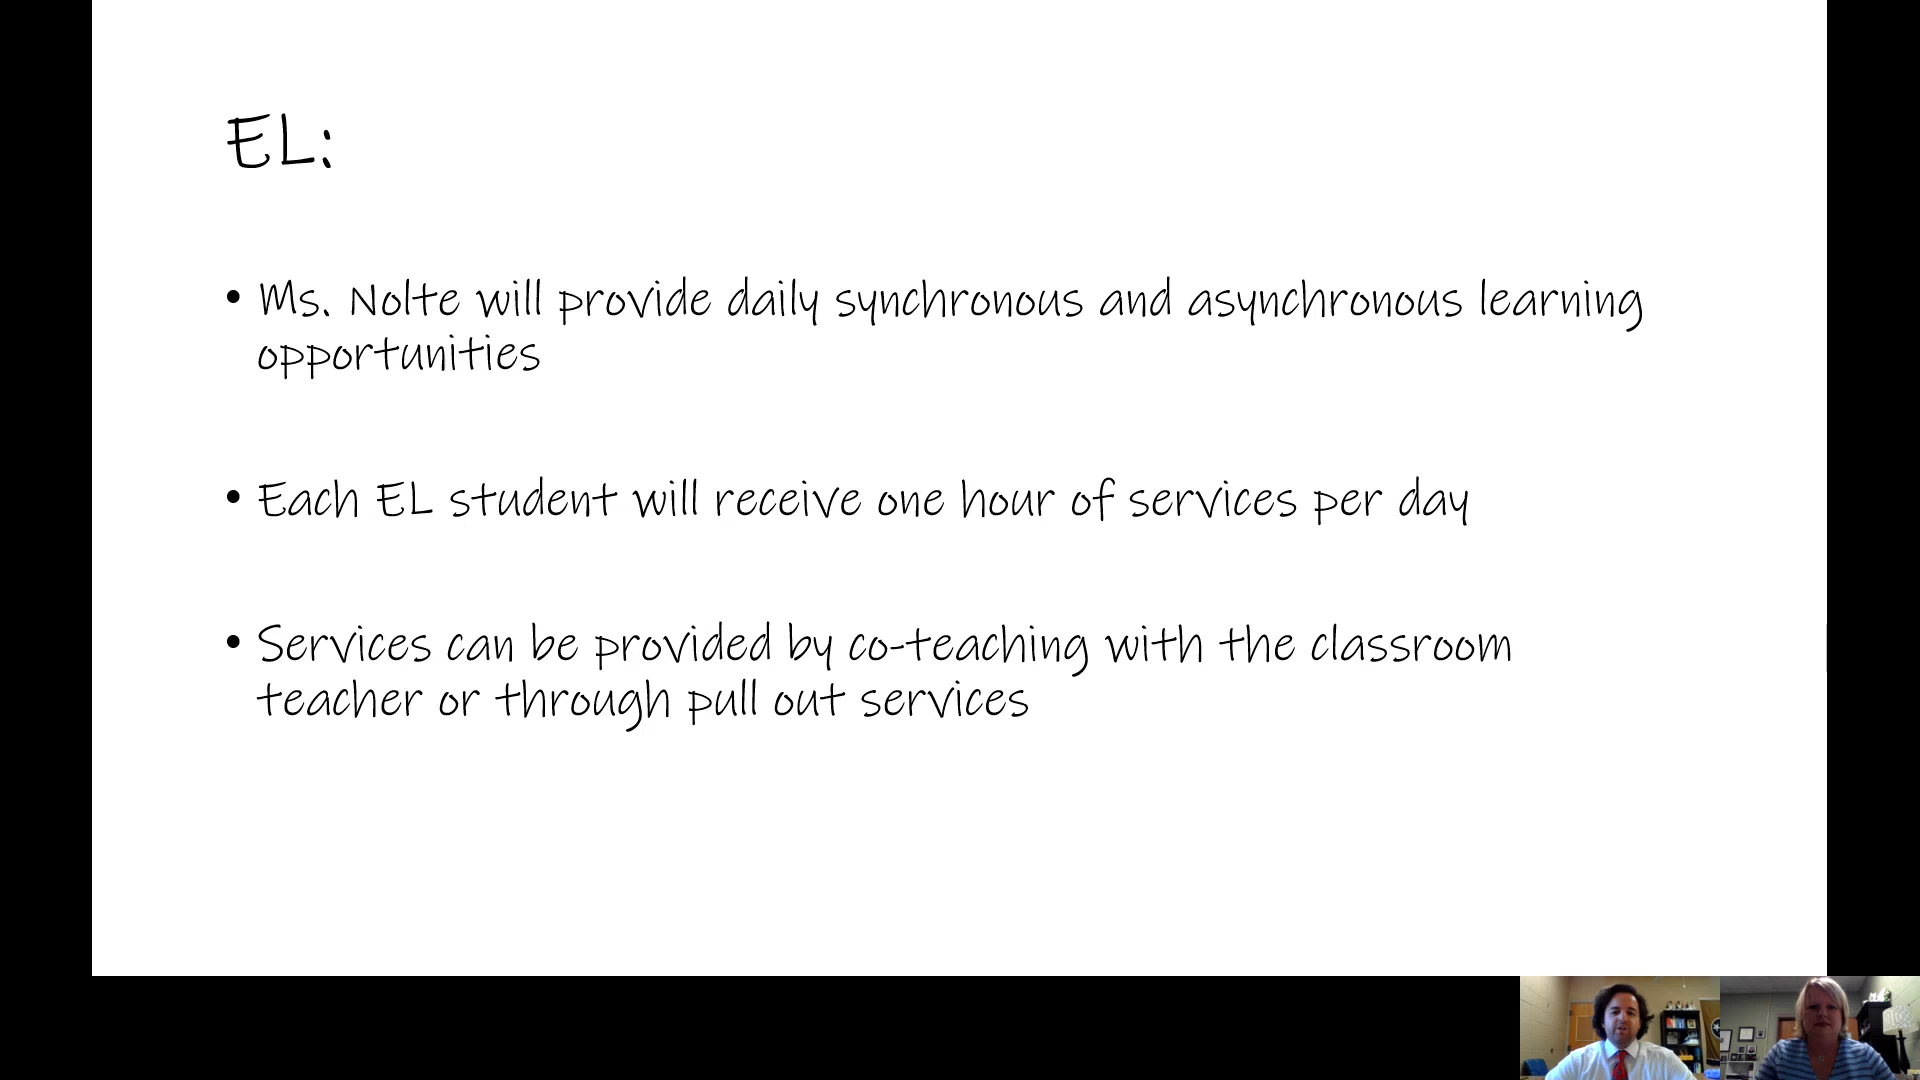 EL:
• Ms. Nolte will provide daily synchronous and asynchronous learning
opportunities
• Each EL student will receive one hour of services per day
• Services can be provided by co-teaching with the classroom
teacher or through pull out services